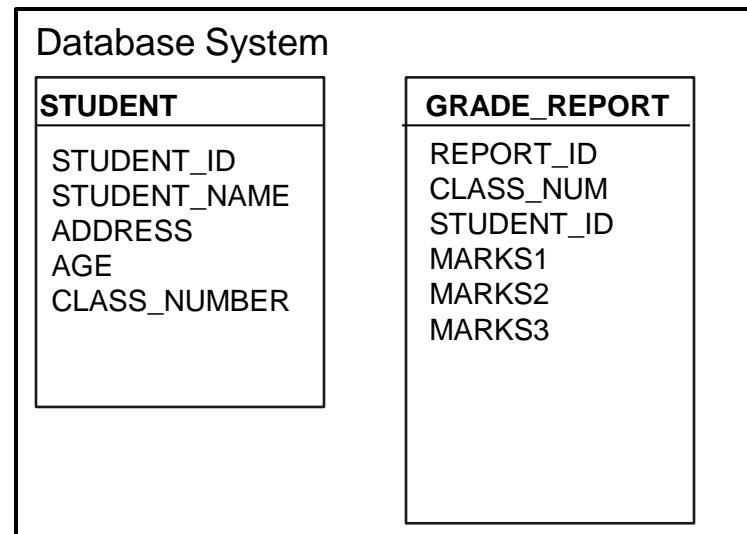 Database System
STUDENT
STUDENT_ID
STUDENT_NAME
ADDRESS
AGE
CLASS_NUMBER
GRADE_REPORT
REPORT_ID
CLASS_NUM
STUDENT_ID
MARKS1
MARKS2
MARKS3